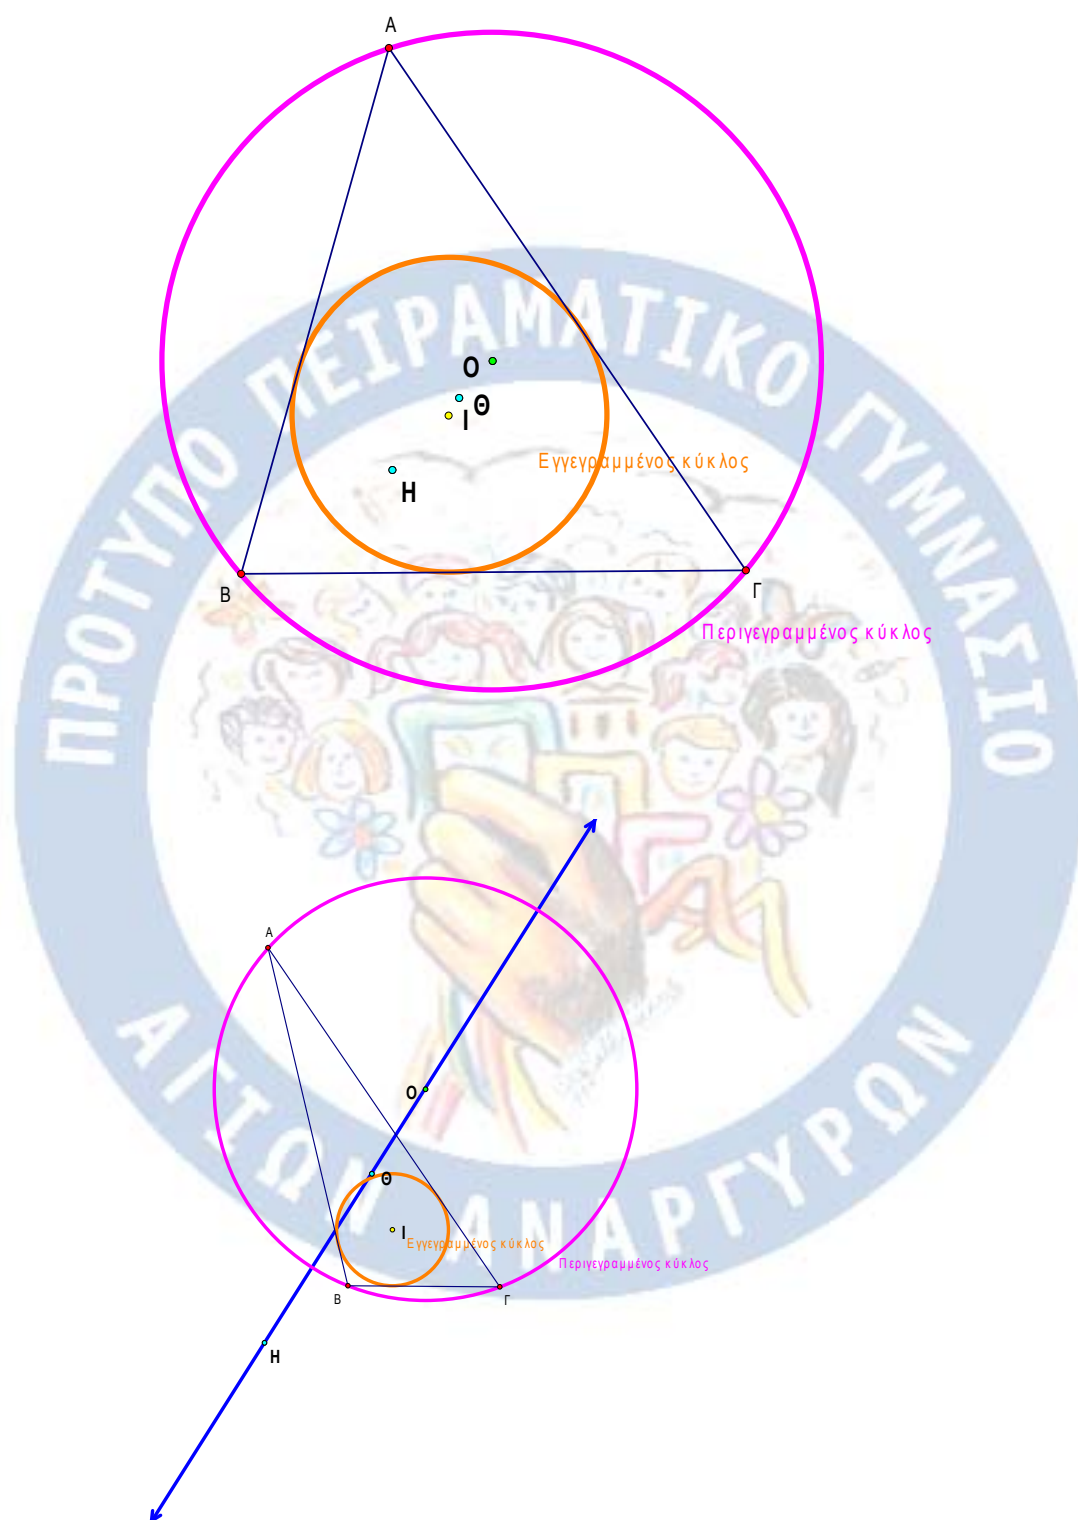 Α
Ο
Θ
Ι
Εγγεγραμμένος κύκλος
Η
Β
Γ
Περιγεγραμμένος κύκλος
ΠΡΟΤΥΠΟ ΠΕΙΡΑΜΑΤΙΚΟ ΓΥΜΝΑΣΙΟ
Α
Ο
Θ
Ι
Εγγεγραμμένος κύκλος
Περιγεγραμμένος κύκλος
Β
Γ
Η
ΑΓΙΩΝ ΑΝΑΡΓΥΡΩΝ